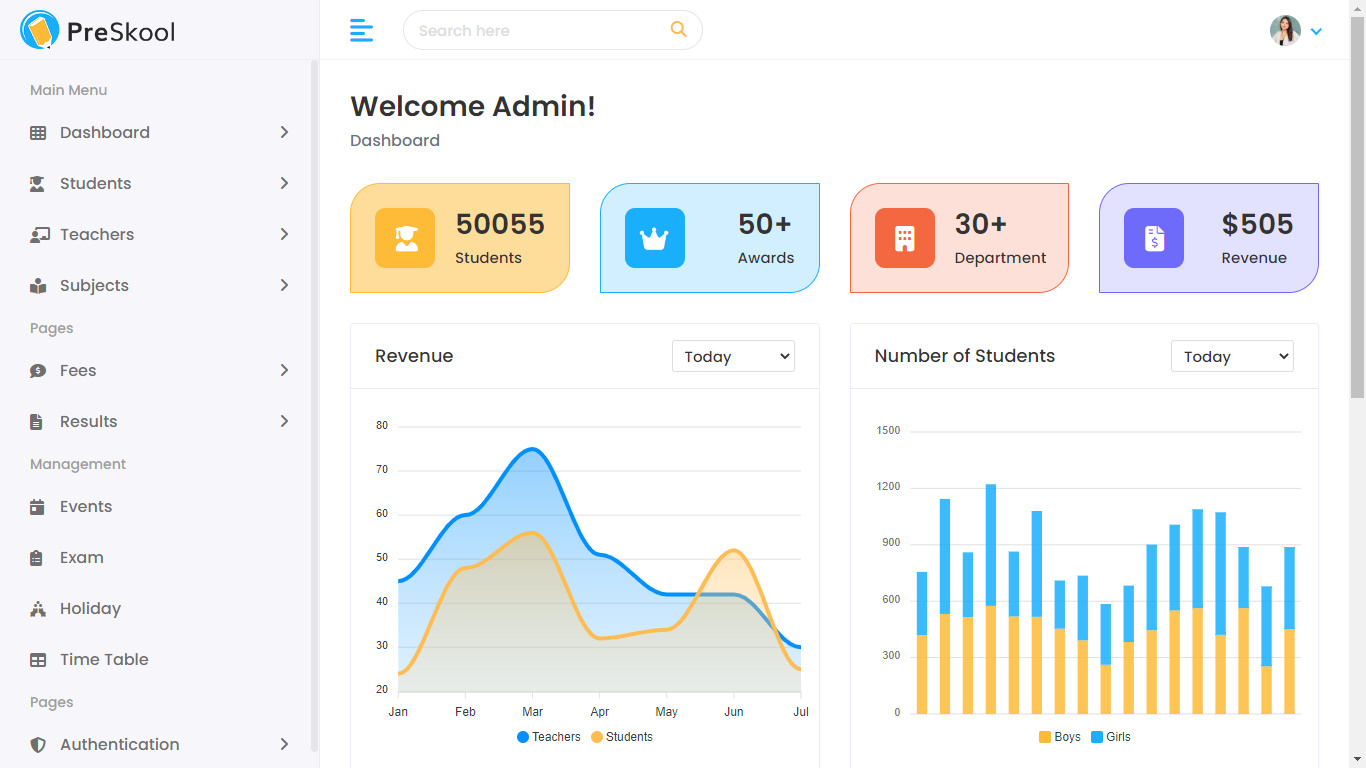 PreSkool
Search here
Main Menu
Dashboard
Students
Teachers
Subjects
Pages
Fees
Results
Management
Events
Exam
Holiday
Time Table
Pages
Authentication
Welcome Admin!
Dashboard
50055
Students
50+
Awards
30+
Department
$505
Revenue
Revenue
Today
80
70
60
50
40
30
20
Jan Feb Mar Apr May Jun Jul
Teachers Students
Number of Students
Today
1500
1200
900
600
300
0
Boys Girls